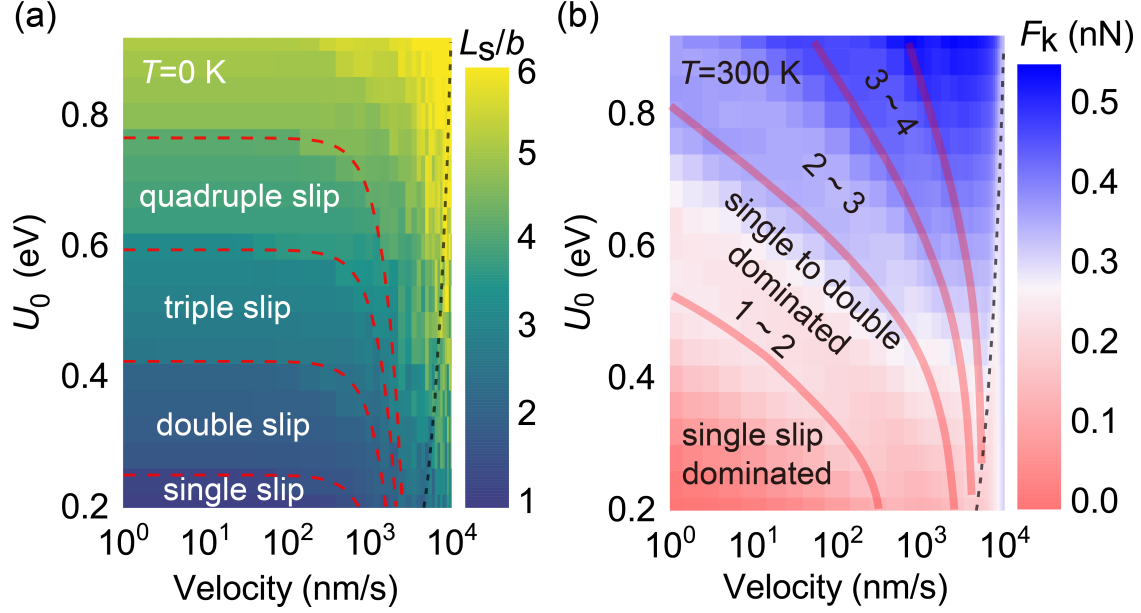 (a)
T=0 K
Ls/b
quadruple slip
triple slip
double slip
single slip
U0 (eV)
0.8
0.6
0.4
0.2
10^0
10^1
10^2
10^3
10^4
Velocity (nm/s)
6
5
4
3
2
1
(b)
T=300 K
Fk (nN)
3 ~ 4
2 ~ 3
single to double
dominated
1 ~ 2
single slip
dominated
U0 (eV)
0.8
0.6
0.4
0.2
10^0
10^1
10^2
10^3
10^4
Velocity (nm/s)
0.5
0.4
0.3
0.2
0.1
0.0